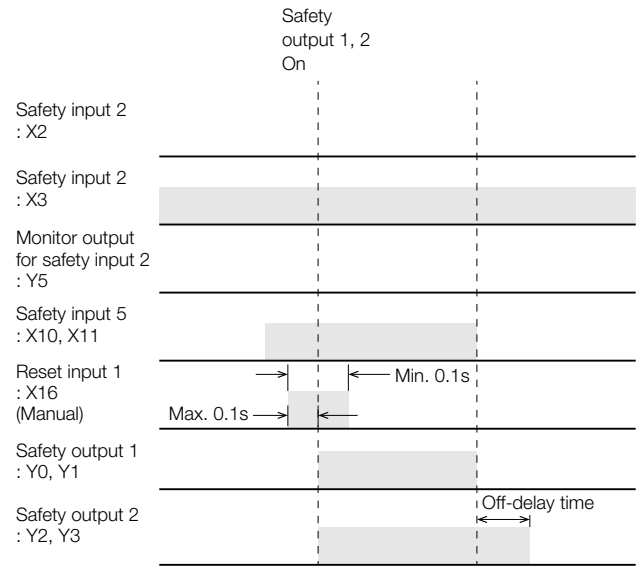 Safety
output 1, 2
On
Safety input 2
: X2
Safety input 2
: X3
Monitor output
for safety input 2
: Y5
Safety input 5
: X10, X11
Reset input 1
: X16
(Manual)
Min. 0.1s
Max. 0.1s
Safety output 1
: Y0, Y1
Safety output 2
: Y2, Y3
Off-delay time